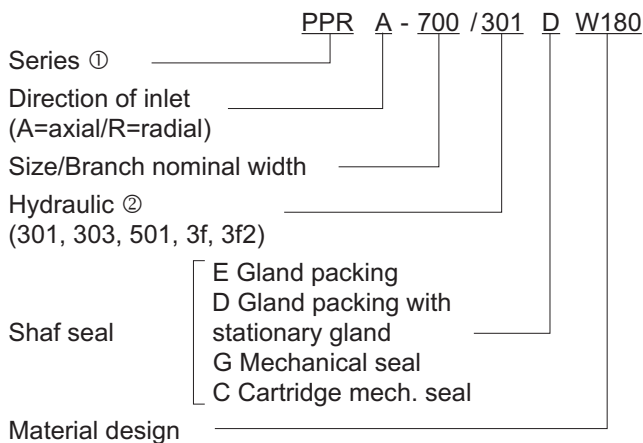 PPR A - 700 / 301 D W180
Series ①
Direction of inlet
(A=axial/R=radial)
Size/Branch nominal width
Hydraulic ②
(301, 303, 501, 3f, 3f2)
Shaf seal
E Gland packing
D Gland packing with
stationary gland
G Mechanical seal
C Cartridge mech. seal
Material design